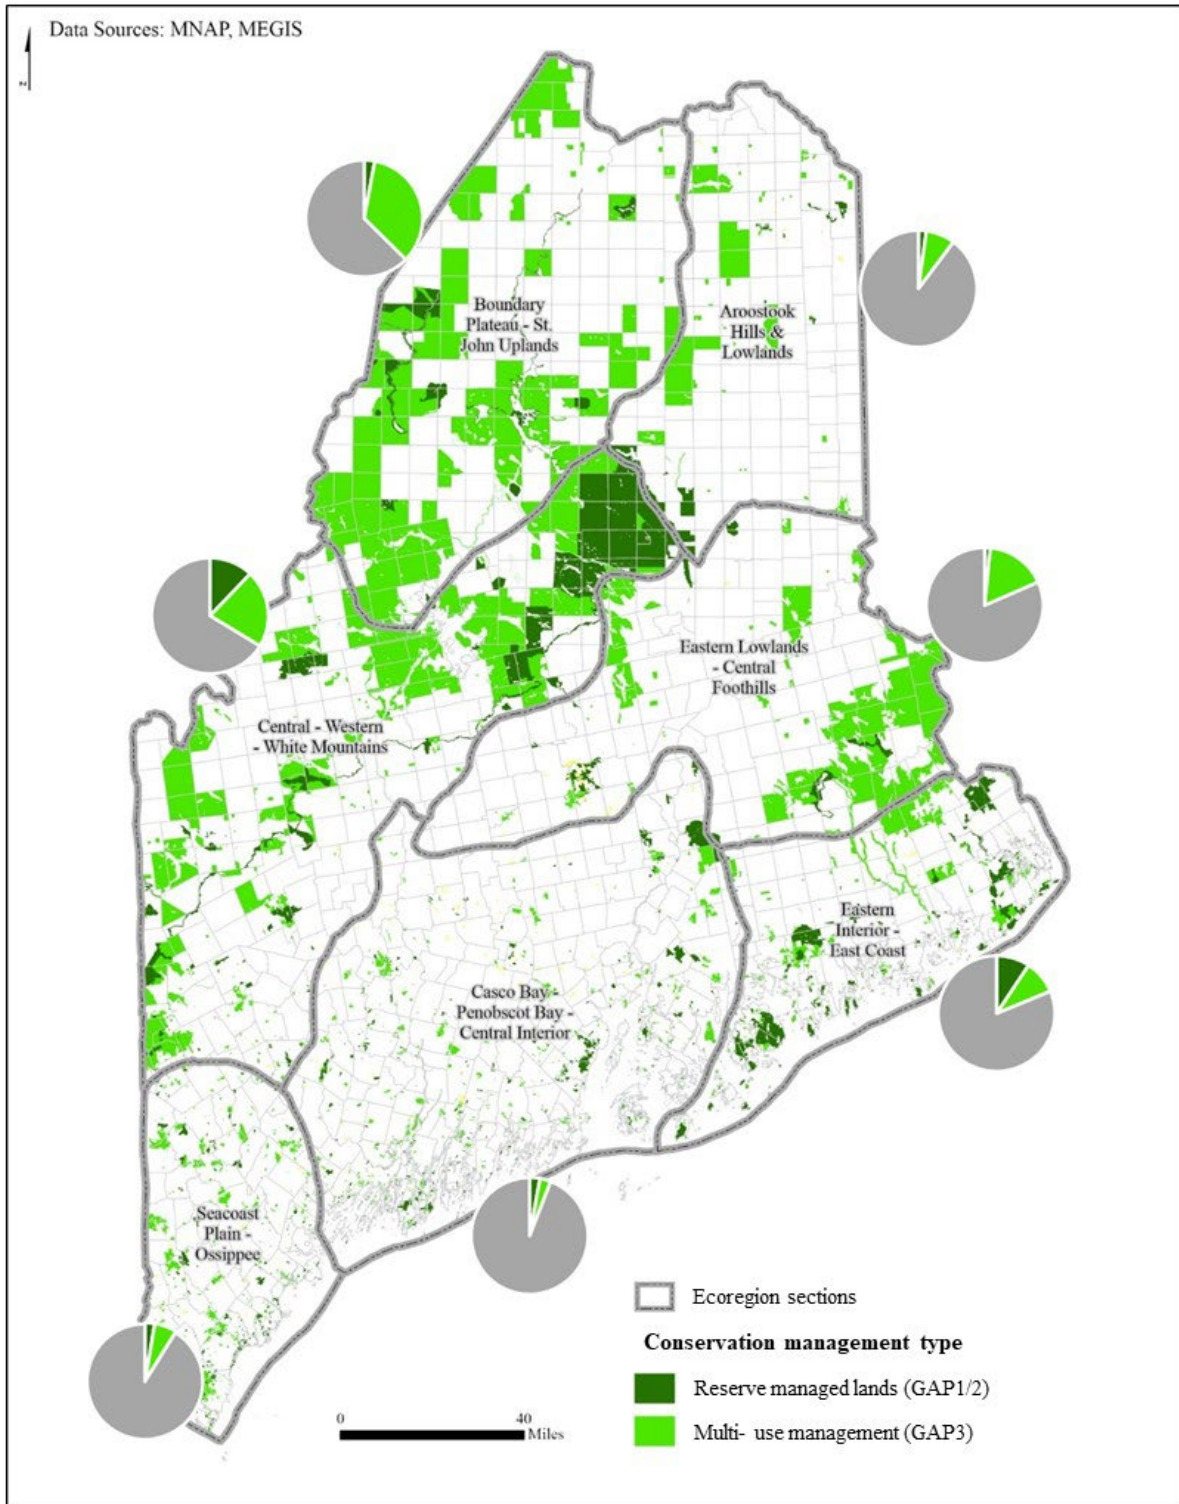 Data Sources: MNAP, MEGIS
N
Boundary
Plateau - St.
John Uplands
Aroostook
Hills &
Lowlands
Eastern Lowlands
- Central
Foothills
Central - Western
- White Mountains
Eastern
Interior -
East Coast
Casco Bay -
Penobscot Bay -
Central Interior
Seacoast
Plain -
Ossippee
Ecoregion sections
Conservation management type
Reserve managed lands (GAP1/2)
Multi- use management (GAP3)
0 40
Miles